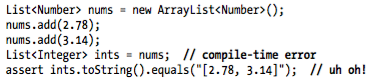 List<Number> nums = new ArrayList<Number>();
nums.add(2.78);
nums.add(3.14);
List<Integer> ints = nums;  // compile-time error
assert ints.toString().equals("[2.78, 3.14]");  // uh oh!